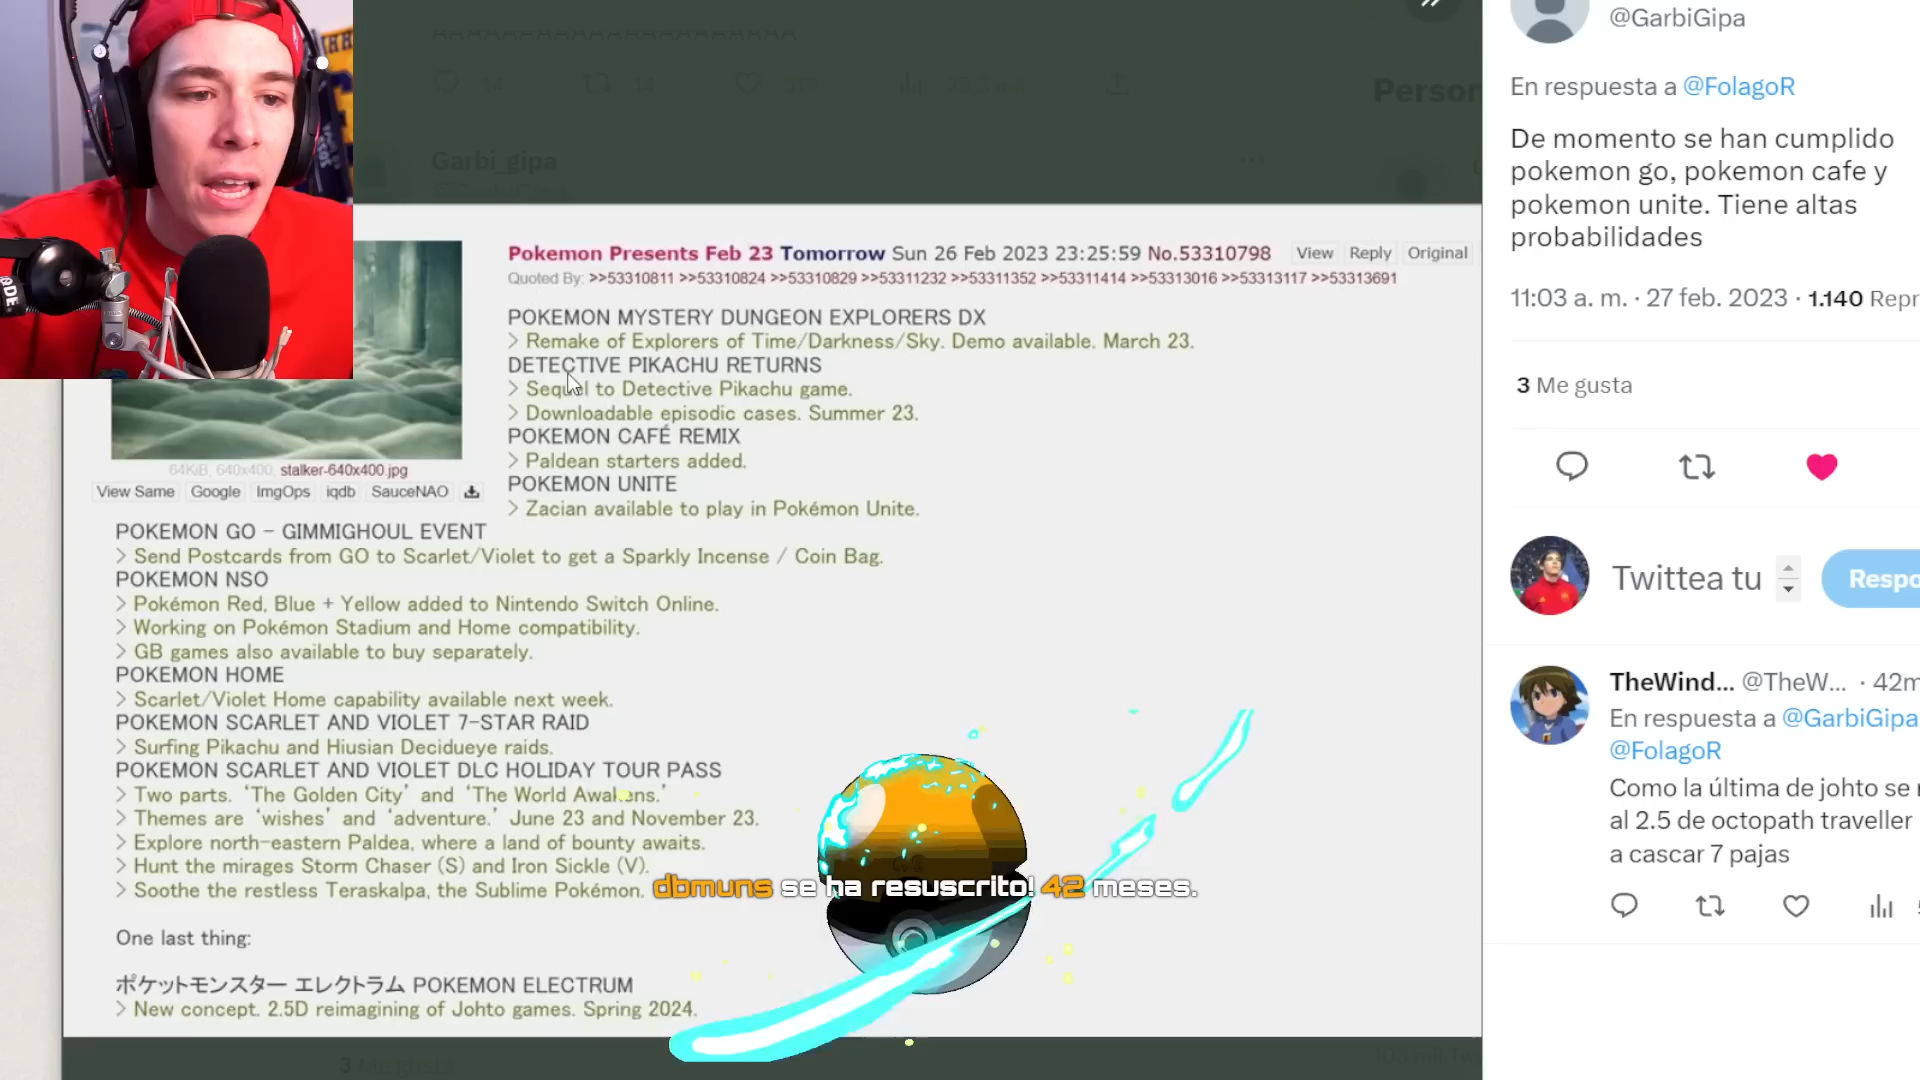 Person
Garbi_gipa
Pokemon Presents Feb 23 Tomorrow Sun 26 Feb 2023 23:25:59 No.53310798 View Reply Original
Quoted By: >>53310811 >>53310824 >>53310829 >>53311232 >>53311352 >>53311414 >>53313016 >>53313117 >>53313691
POKEMON MYSTERY DUNGEON EXPLORERS DX
> Remake of Explorers of Time/Darkness/Sky. Demo available. March 23.
DETECTIVE PIKACHU RETURNS
> Sequel to Detective Pikachu game.
> Downloadable episodic cases. Summer 23.
POKEMON CAFÉ REMIX
> Paldean starters added.
POKEMON UNITE
> Zacian available to play in Pokémon Unite.
64KiB, 640x400, stalker-640x400.jpg
View Same Google ImgOps iqdb SauceNAO
POKEMON GO - GIMMIGHOUL EVENT
> Send Postcards from GO to Scarlet/Violet to get a Sparkly Incense / Coin Bag.
POKEMON NSO
> Pokémon Red, Blue + Yellow added to Nintendo Switch Online.
> Working on Pokémon Stadium and Home compatibility.
> GB games also available to buy separately.
POKEMON HOME
> Scarlet/Violet Home capability available next week.
POKEMON SCARLET AND VIOLET 7-STAR RAID
> Surfing Pikachu and Hiusian Decidueye raids.
POKEMON SCARLET AND VIOLET DLC HOLIDAY TOUR PASS
> Two parts. ‘The Golden City’ and ‘The World Awakens.’
> Themes are ‘wishes’ and ‘adventure.’ June 23 and November 23.
> Explore north-eastern Paldea, where a land of bounty awaits.
> Hunt the mirages Storm Chaser (S) and Iron Sickle (V).
> Soothe the restless Teraskalpa, the Sublime Pokémon.
dbmuns se ha resuscrito! 42 meses.
One last thing:
ポケットモンスター エレクトラム POKEMON ELECTRUM
> New concept. 2.5D reimagining of Johto games. Spring 2024.
3 Me gusta
@GarbiGipa
En respuesta a @FolagoR
De momento se han cumplido
pokemon go, pokemon cafe y
pokemon unite. Tiene altas
probabilidades
11:03 a. m. · 27 feb. 2023 · 1.140 Repr
3 Me gusta
Twittea tu
Respo
TheWind... @TheW... · 42m
En respuesta a @GarbiGipa
@FolagoR
Como la última de johto se
al 2.5 de octopath traveller
a cascar 7 pajas